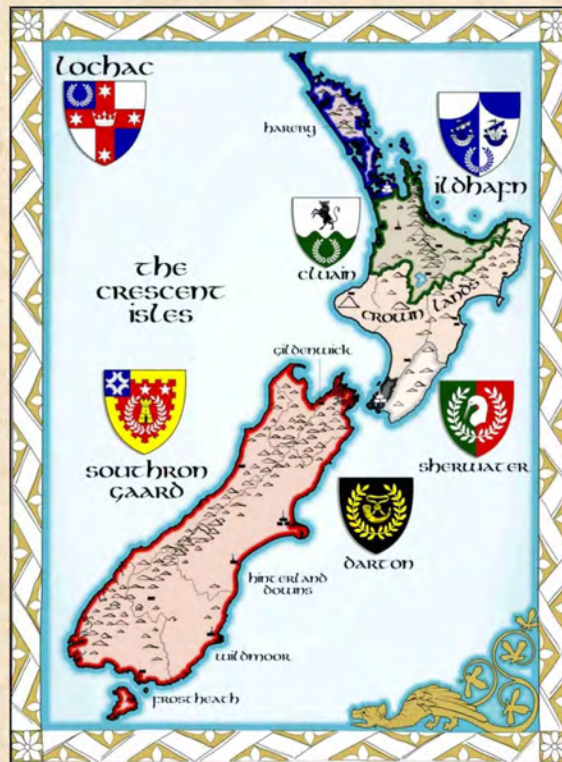 Lochac
Hareby
Ildhafn
Cluain
The
Crescent
Isles
Crown Lands
Gildenwick
Southron
Gaard
Sherwater
Darton
Hinterland
Downs
Wildmoor
Frostheath